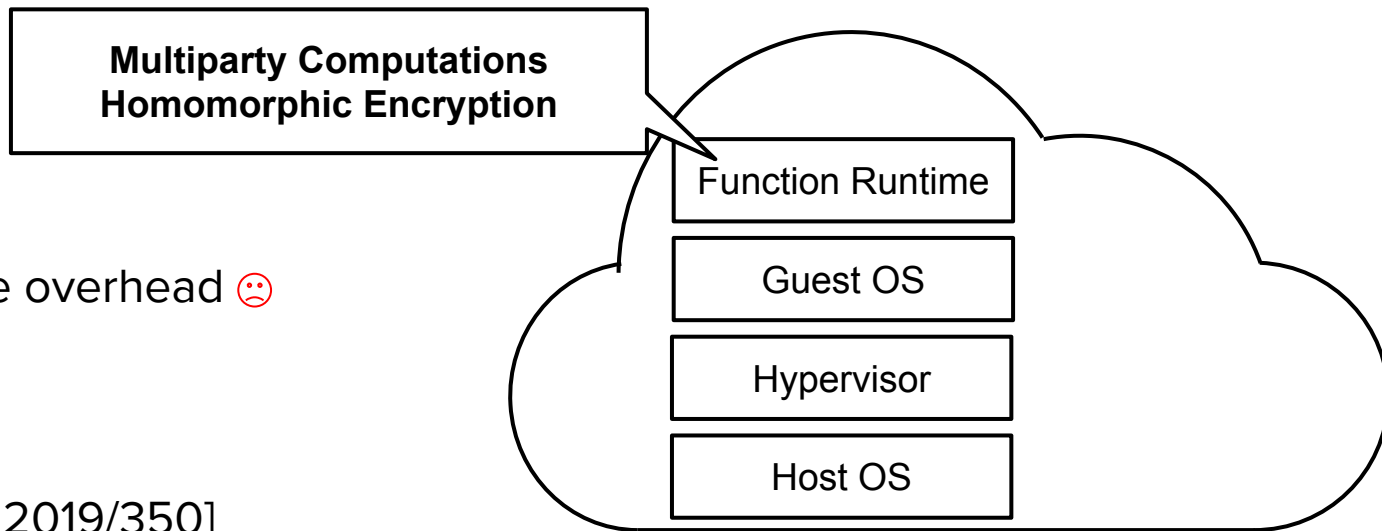 Multiparty Computations
Homomorphic Encryption
Function Runtime
overhead
Guest OS
Hypervisor
Host OS
2019/350]